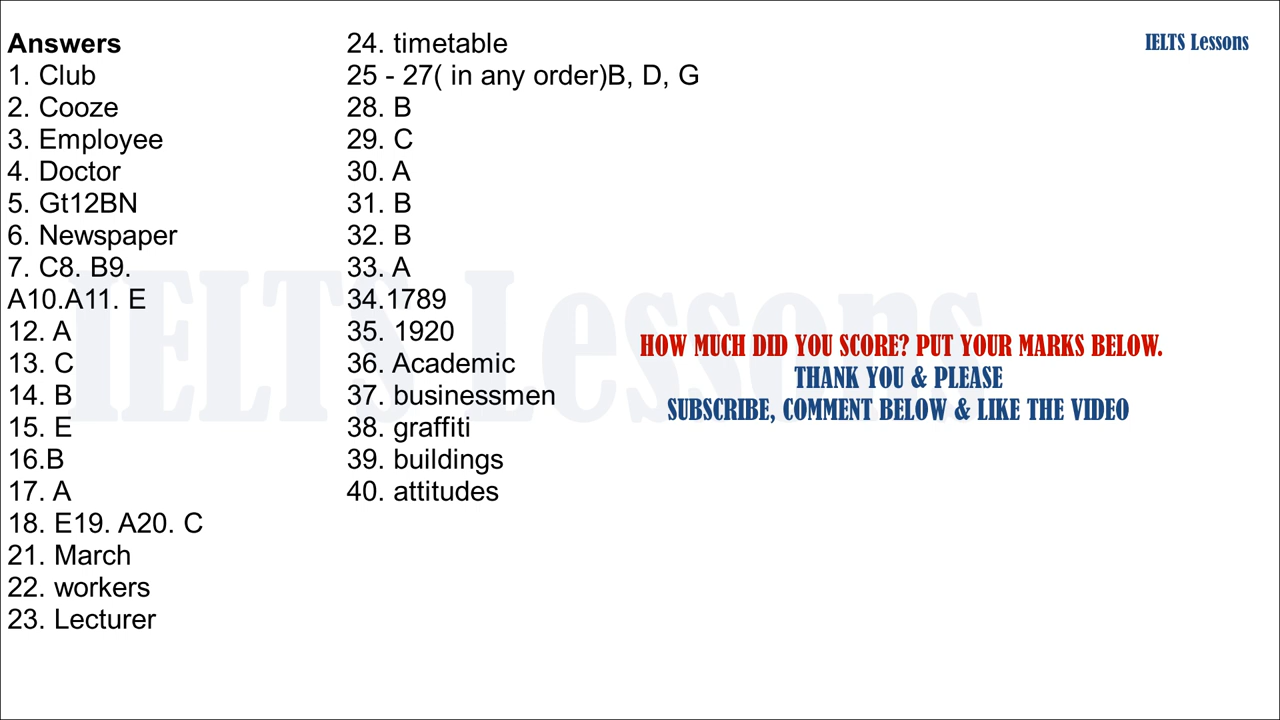 Answers
1. Club
2. Cooze
3. Employee
4. Doctor
5. Gt12BN
6. Newspaper
7. C8. B9.
A10.A11. E
12. A
13. C
14. B
15. E
16.B
17. A
18. E19. A20. C
21. March
22. workers
23. Lecturer
24. timetable
25 - 27( in any order)B, D, G
28. B
29. C
30. A
31. B
32. B
33. A
34.1789
35. 1920
36. Academic
37. businessmen
38. graffiti
39. buildings
40. attitudes
IELTS Lessons
IELTS Lessons
HOW MUCH DID YOU SCORE? PUT YOUR MARKS BELOW.
THANK YOU & PLEASE
SUBSCRIBE, COMMENT BELOW & LIKE THE VIDEO